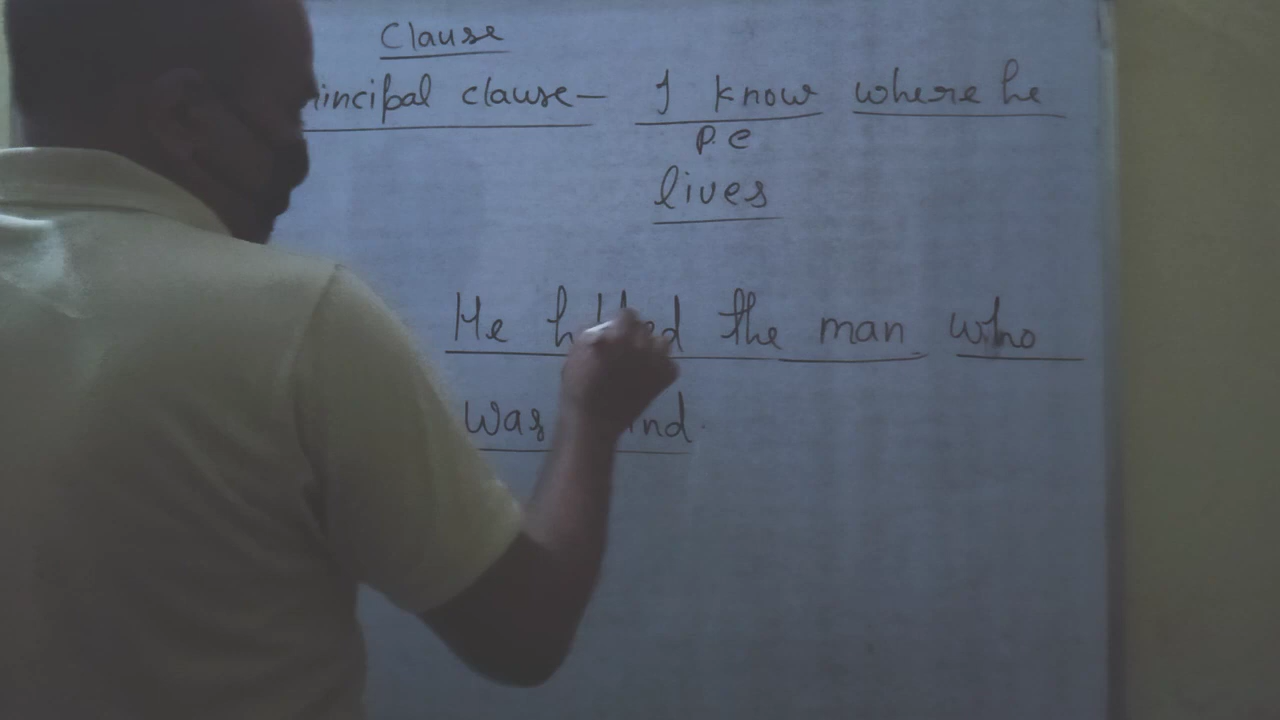 Clause
incipal clause - I know where he
P.C
lives
He the man who
was